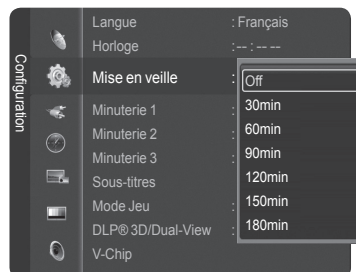 Configuration
Langue : Français
Horloge :-- : -- --
Mise en veille :
Off
30min
60min
90min
120min
150min
180min
Minuterie 1 :
Minuterie 2 :
Minuterie 3 :
Sous-titres
Mode Jeu :
DLP® 3D/Dual-View :
V-Chip